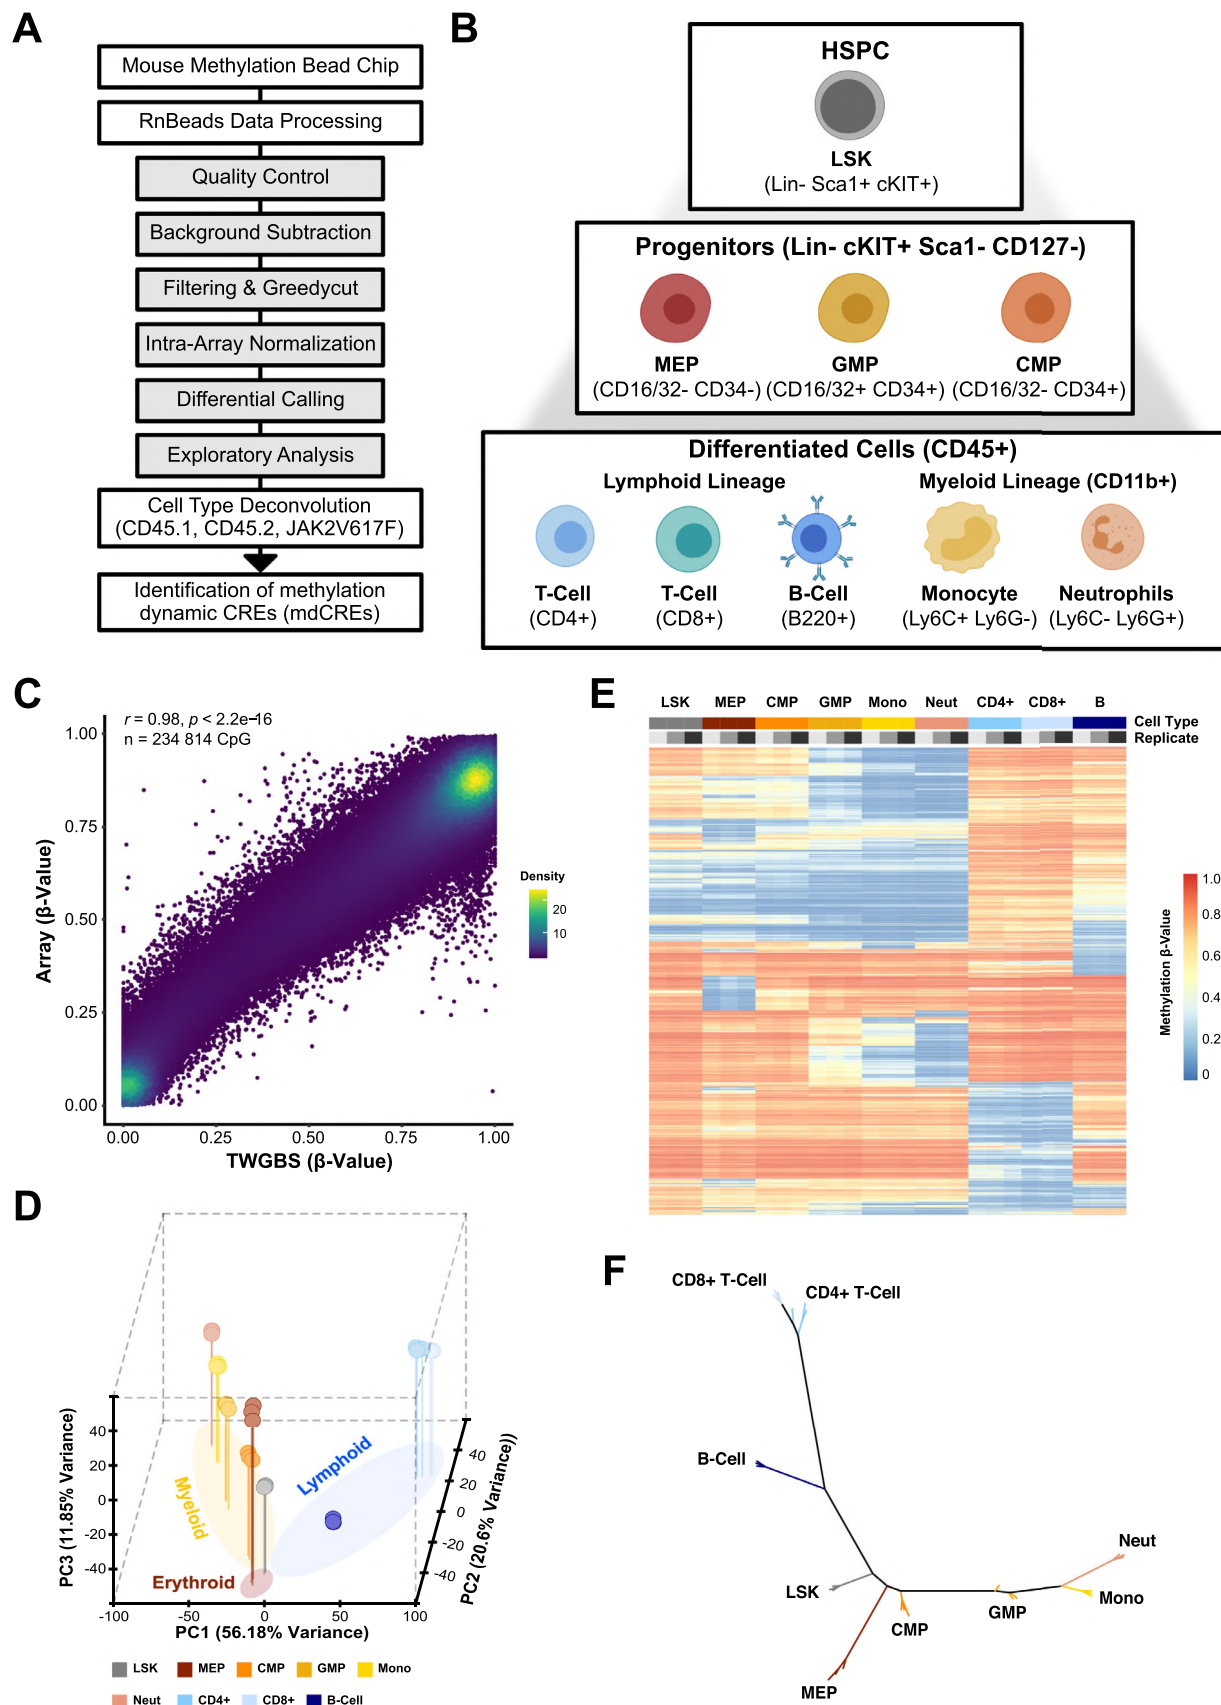 A
Mouse Methylation Bead Chip
RnBeads Data Processing
Quality Control
Background Subtraction
Filtering & Greedycut
Intra-Array Normalization
Differential Calling
Exploratory Analysis
Cell Type Deconvolution
(CD45.1, CD45.2, JAK2V617F)
Identification of methylation
dynamic CREs (mdCREs)
B
HSPC
LSK
(Lin- Sca1+ cKIT+)
Progenitors (Lin- cKIT+ Sca1- CD127-)
MEP GMP CMP
(CD16/32- CD34-) (CD16/32+ CD34+) (CD16/32- CD34+)
Differentiated Cells (CD45+)
Lymphoid Lineage Myeloid Lineage (CD11b+)
T-Cell T-Cell B-Cell Monocyte Neutrophils
(CD4+) (CD8+) (B220+) (Ly6C+ Ly6G-) (Ly6C- Ly6G+)
C
r = 0.98, p < 2.2e-16
n = 234 814 CpG
1.00
0.75
0.50
0.25
0.00
Array (β-Value)
0.00 0.25 0.50 0.75 1.00
TWGBS (β-Value)
Density
20
10
D
40
20
0
-20
-40
PC3 (11.85% Variance)
-100 -50 0 50 100
PC1 (56.18% Variance)
40
20
0
-20
-40
PC2 (20.6% Variance))
Myeloid
Lymphoid
Erythroid
LSK MEP CMP GMP Mono
Neut CD4+ CD8+ B-Cell
E
LSK MEP CMP GMP Mono Neut CD4+ CD8+ B
Cell Type
Replicate
Methylation β-Value
1.0
0.8
0.6
0.4
0.2
0
F
CD8+ T-Cell
CD4+ T-Cell
B-Cell
LSK
MEP
CMP
GMP
Neut
Mono